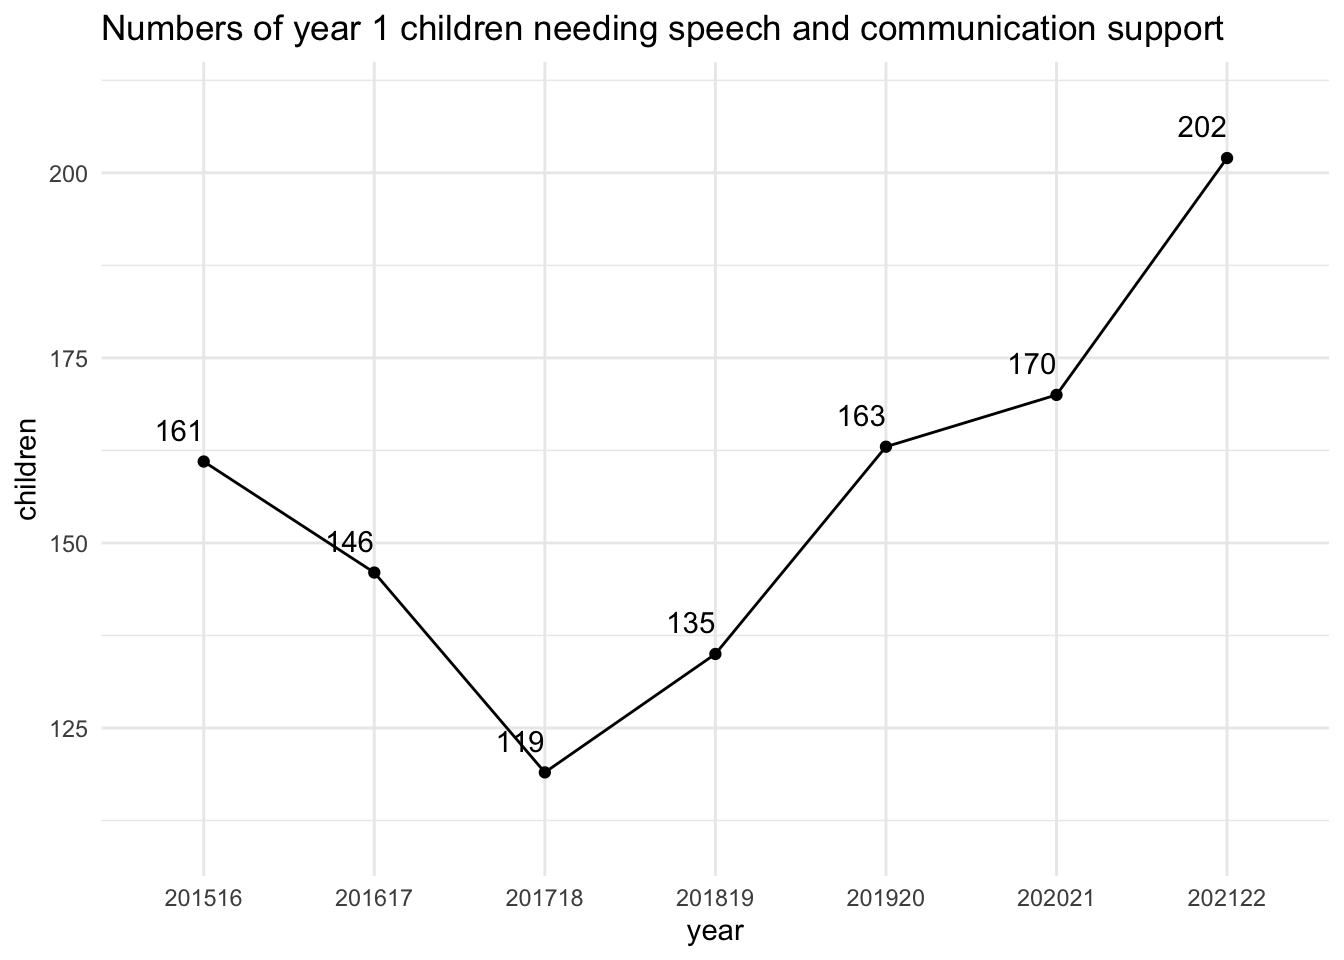 Numbers of year 1 children needing speech and communication support
202
200
175
170
163
161
150
146
135
125
119
children
201516 201617 201718 201819 201920 202021 202122
year